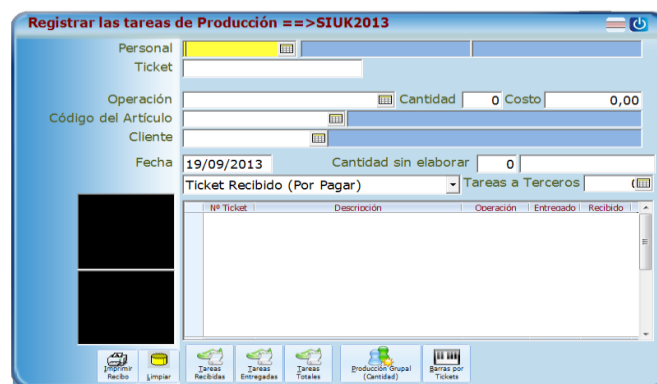 Registrar las tareas de Producción ==>SIUK2013
Personal
Ticket
Operación Cantidad 0 Costo 0,00
Código del Artículo
Cliente
Fecha 19/09/2013 Cantidad sin elaborar 0
Ticket Recibido (Por Pagar) Tareas a Terceros
Nº Ticket Descripción Operación Entregado Recibido
Imprimir Recibo
Limpiar
Tareas Recibidas
Tareas Entregadas
Tareas Totales
Producción Grupal (Cantidad)
Barras por Tickets